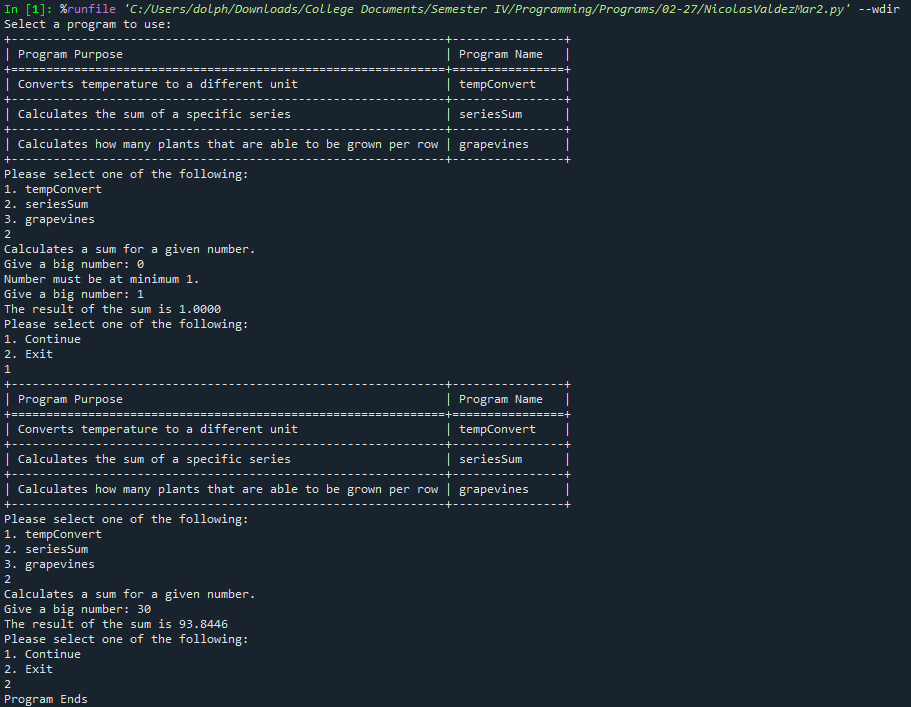 In [1]: %runfile 'C:/Users/dolph/Downloads/College Documents/Semester IV/Programming/Programs/02-27/NicolasValdezMar2.py' --wdir
Select a program to use:
+--------------------------------------------------------------+----------------+
| Program Purpose                                              | Program Name   |
+==============================================================+================+
| Converts temperature to a different unit                     | tempConvert    |
+--------------------------------------------------------------+----------------+
| Calculates the sum of a specific series                      | seriesSum      |
+--------------------------------------------------------------+----------------+
| Calculates how many plants that are able to be grown per row | grapevines     |
+--------------------------------------------------------------+----------------+
Please select one of the following:
1. tempConvert
2. seriesSum
3. grapevines
2
Calculates a sum for a given number.
Give a big number: 0
Number must be at minimum 1.
Give a big number: 1
The result of the sum is 1.0000
Please select one of the following:
1. Continue
2. Exit
1
+--------------------------------------------------------------+----------------+
| Program Purpose                                              | Program Name   |
+==============================================================+================+
| Converts temperature to a different unit                     | tempConvert    |
+--------------------------------------------------------------+----------------+
| Calculates the sum of a specific series                      | seriesSum      |
+--------------------------------------------------------------+----------------+
| Calculates how many plants that are able to be grown per row | grapevines     |
+--------------------------------------------------------------+----------------+
Please select one of the following:
1. tempConvert
2. seriesSum
3. grapevines
2
Calculates a sum for a given number.
Give a big number: 30
The result of the sum is 93.8446
Please select one of the following:
1. Continue
2. Exit
2
Program Ends